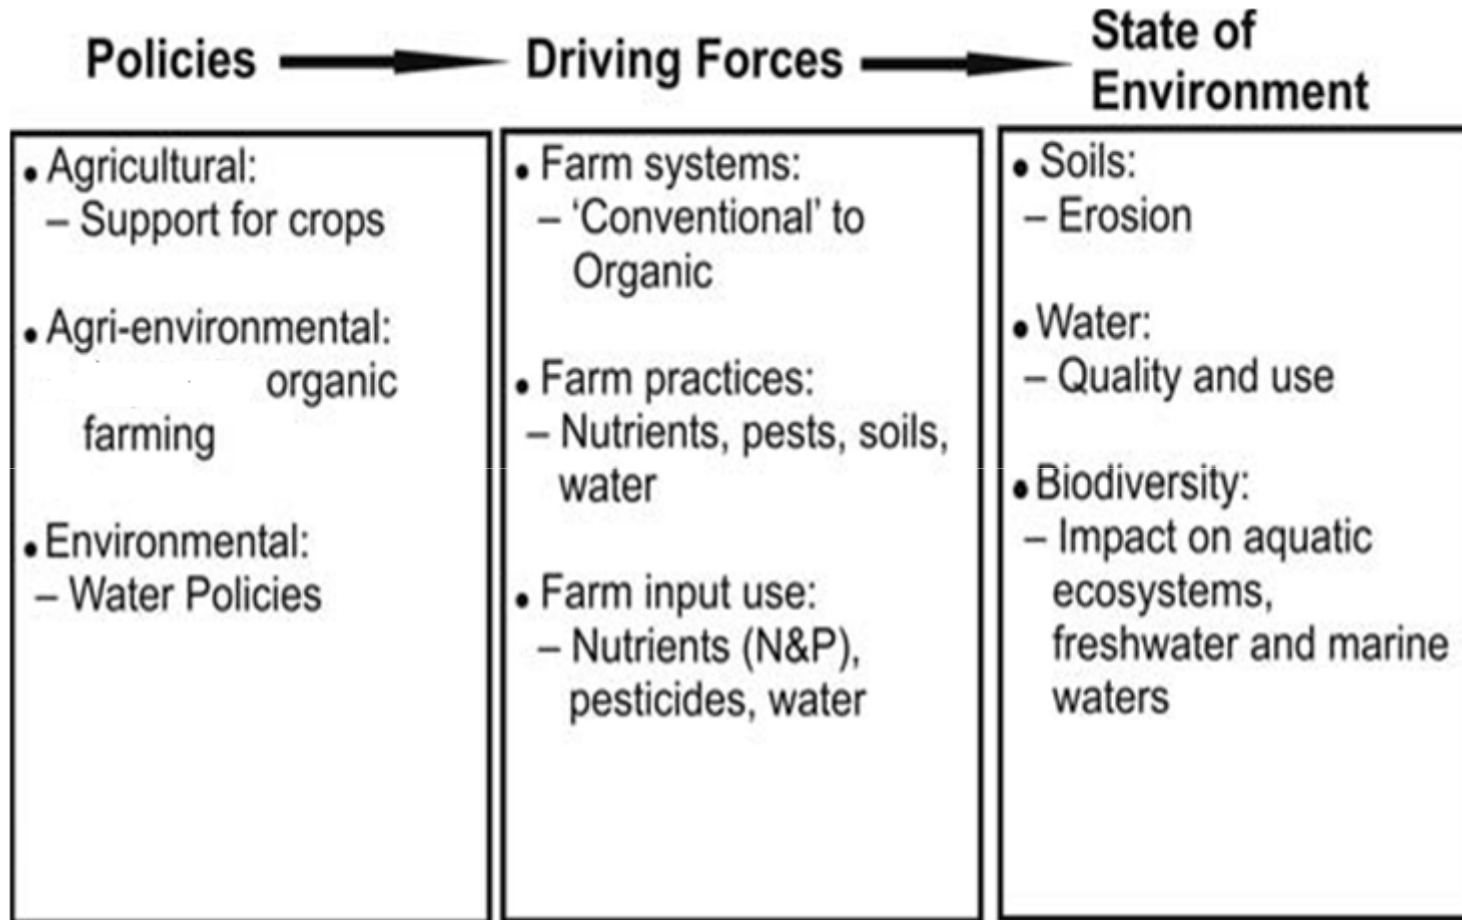 Policies
Driving Forces
State of
Environment
• Agricultural:
– Support for crops
• Agri-environmental:
organic
farming
• Environmental:
– Water Policies
• Farm systems:
– ‘Conventional’ to
Organic
• Farm practices:
– Nutrients, pests, soils,
water
• Farm input use:
– Nutrients (N&P),
pesticides, water
• Soils:
– Erosion
• Water:
– Quality and use
• Biodiversity:
– Impact on aquatic
ecosystems,
freshwater and marine
waters